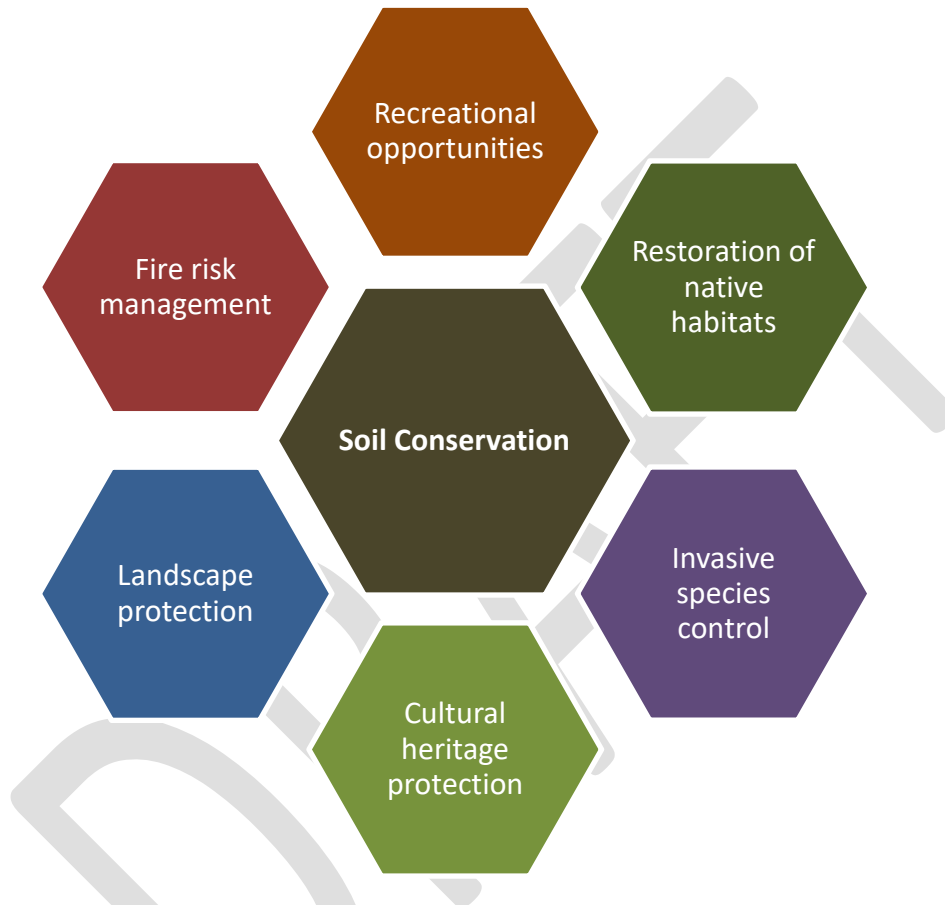 Recreational
opportunities
Fire risk
management
Restoration of
native
habitats
Soil Conservation
Landscape
protection
Invasive
species
control
Cultural
heritage
protection